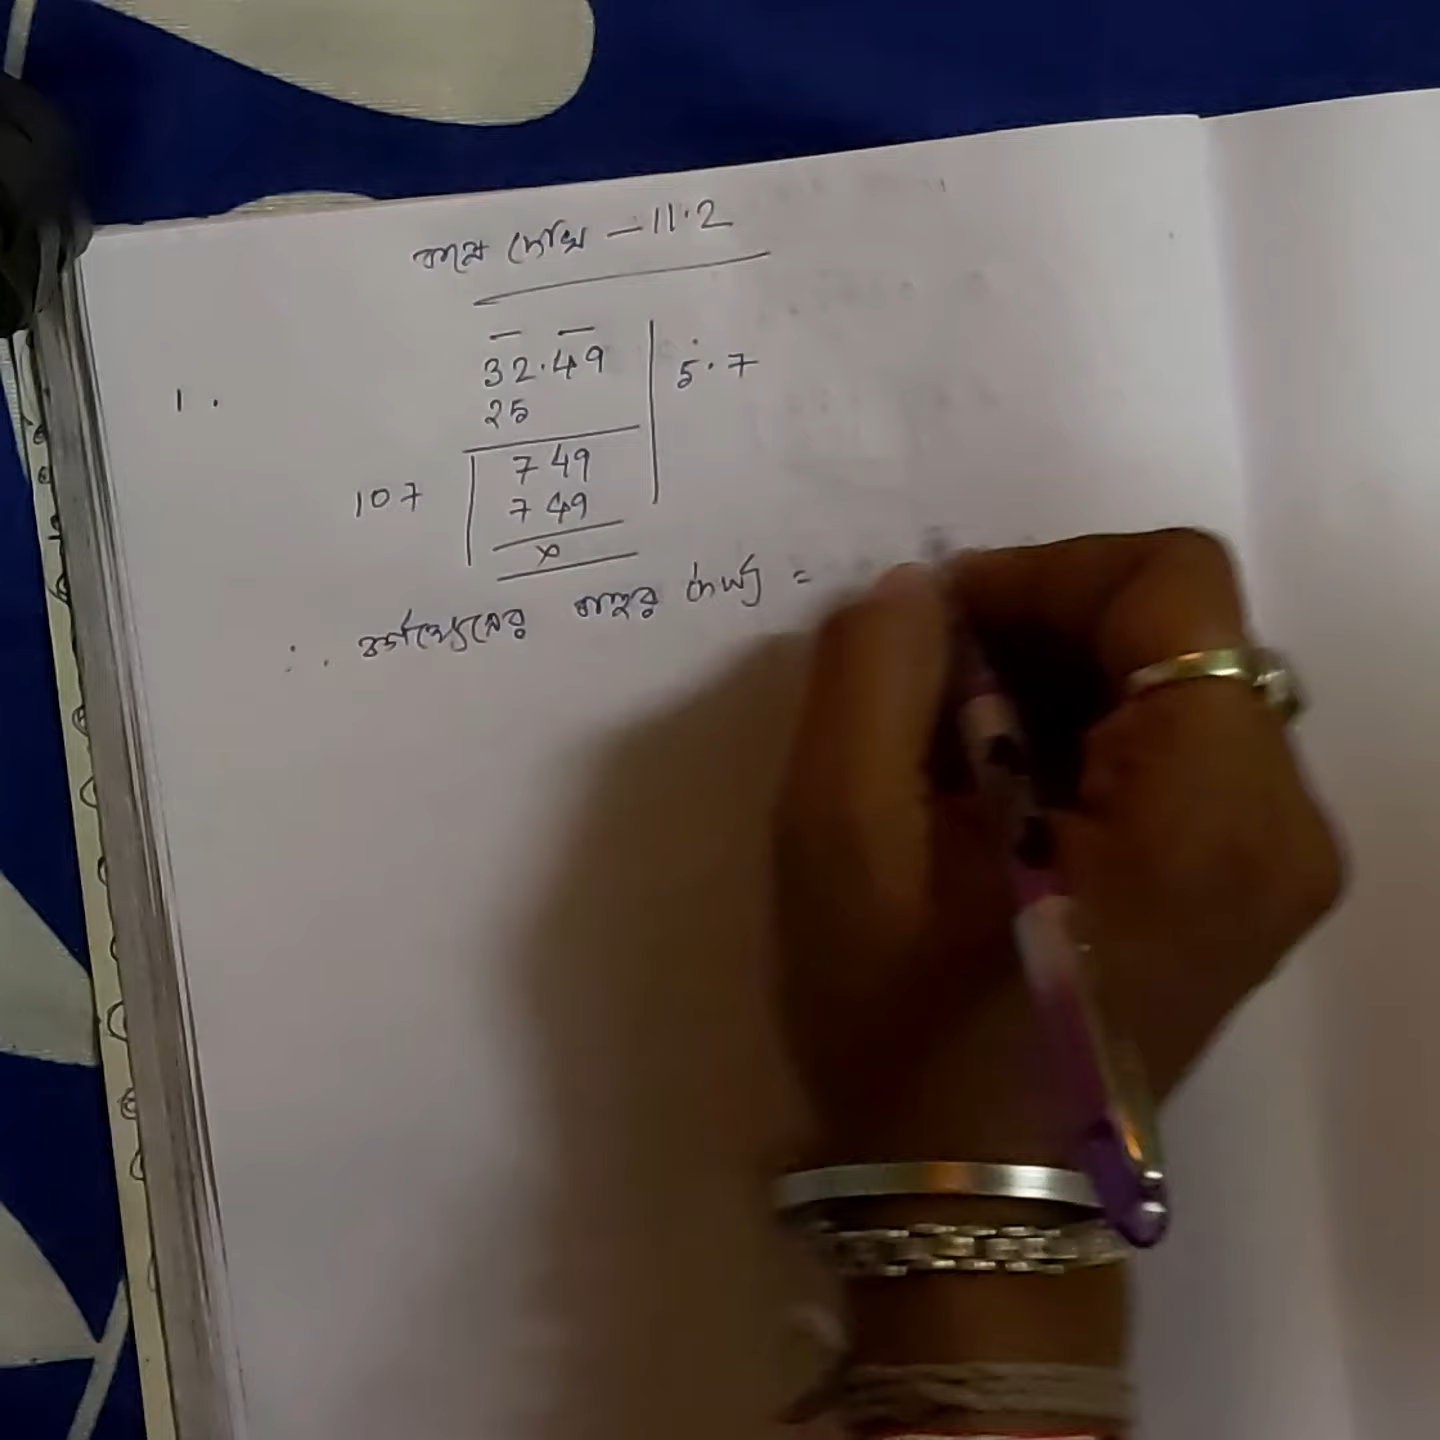 কষে দেখি – 11.2
1.
32.49 | 5.7
25
107 | 749
749
x
∴ বর্গক্ষেত্রের বাহুর দৈর্ঘ্য =